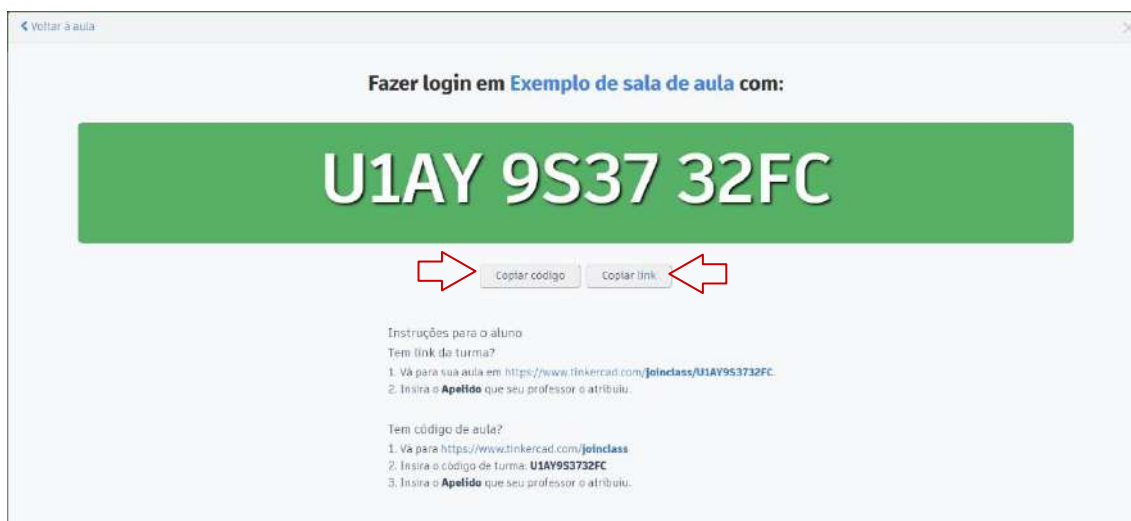 Voltar à aula
Fazer login em Exemplo de sala de aula com:
U1AY 9S37 32FC
Copiar código Copiar link
Instruções para o aluno
Tem link da turma?
1. Vá para sua aula em https://www.tinkercad.com/joinclass/U1AY9S3732FC.
2. Insira o Apelido que seu professor o atribuiu.
Tem código de aula?
1. Vá para https://www.tinkercad.com/joinclass
2. Insira o código de turma: U1AY9S3732FC
3. Insira o Apelido que seu professor o atribuiu.